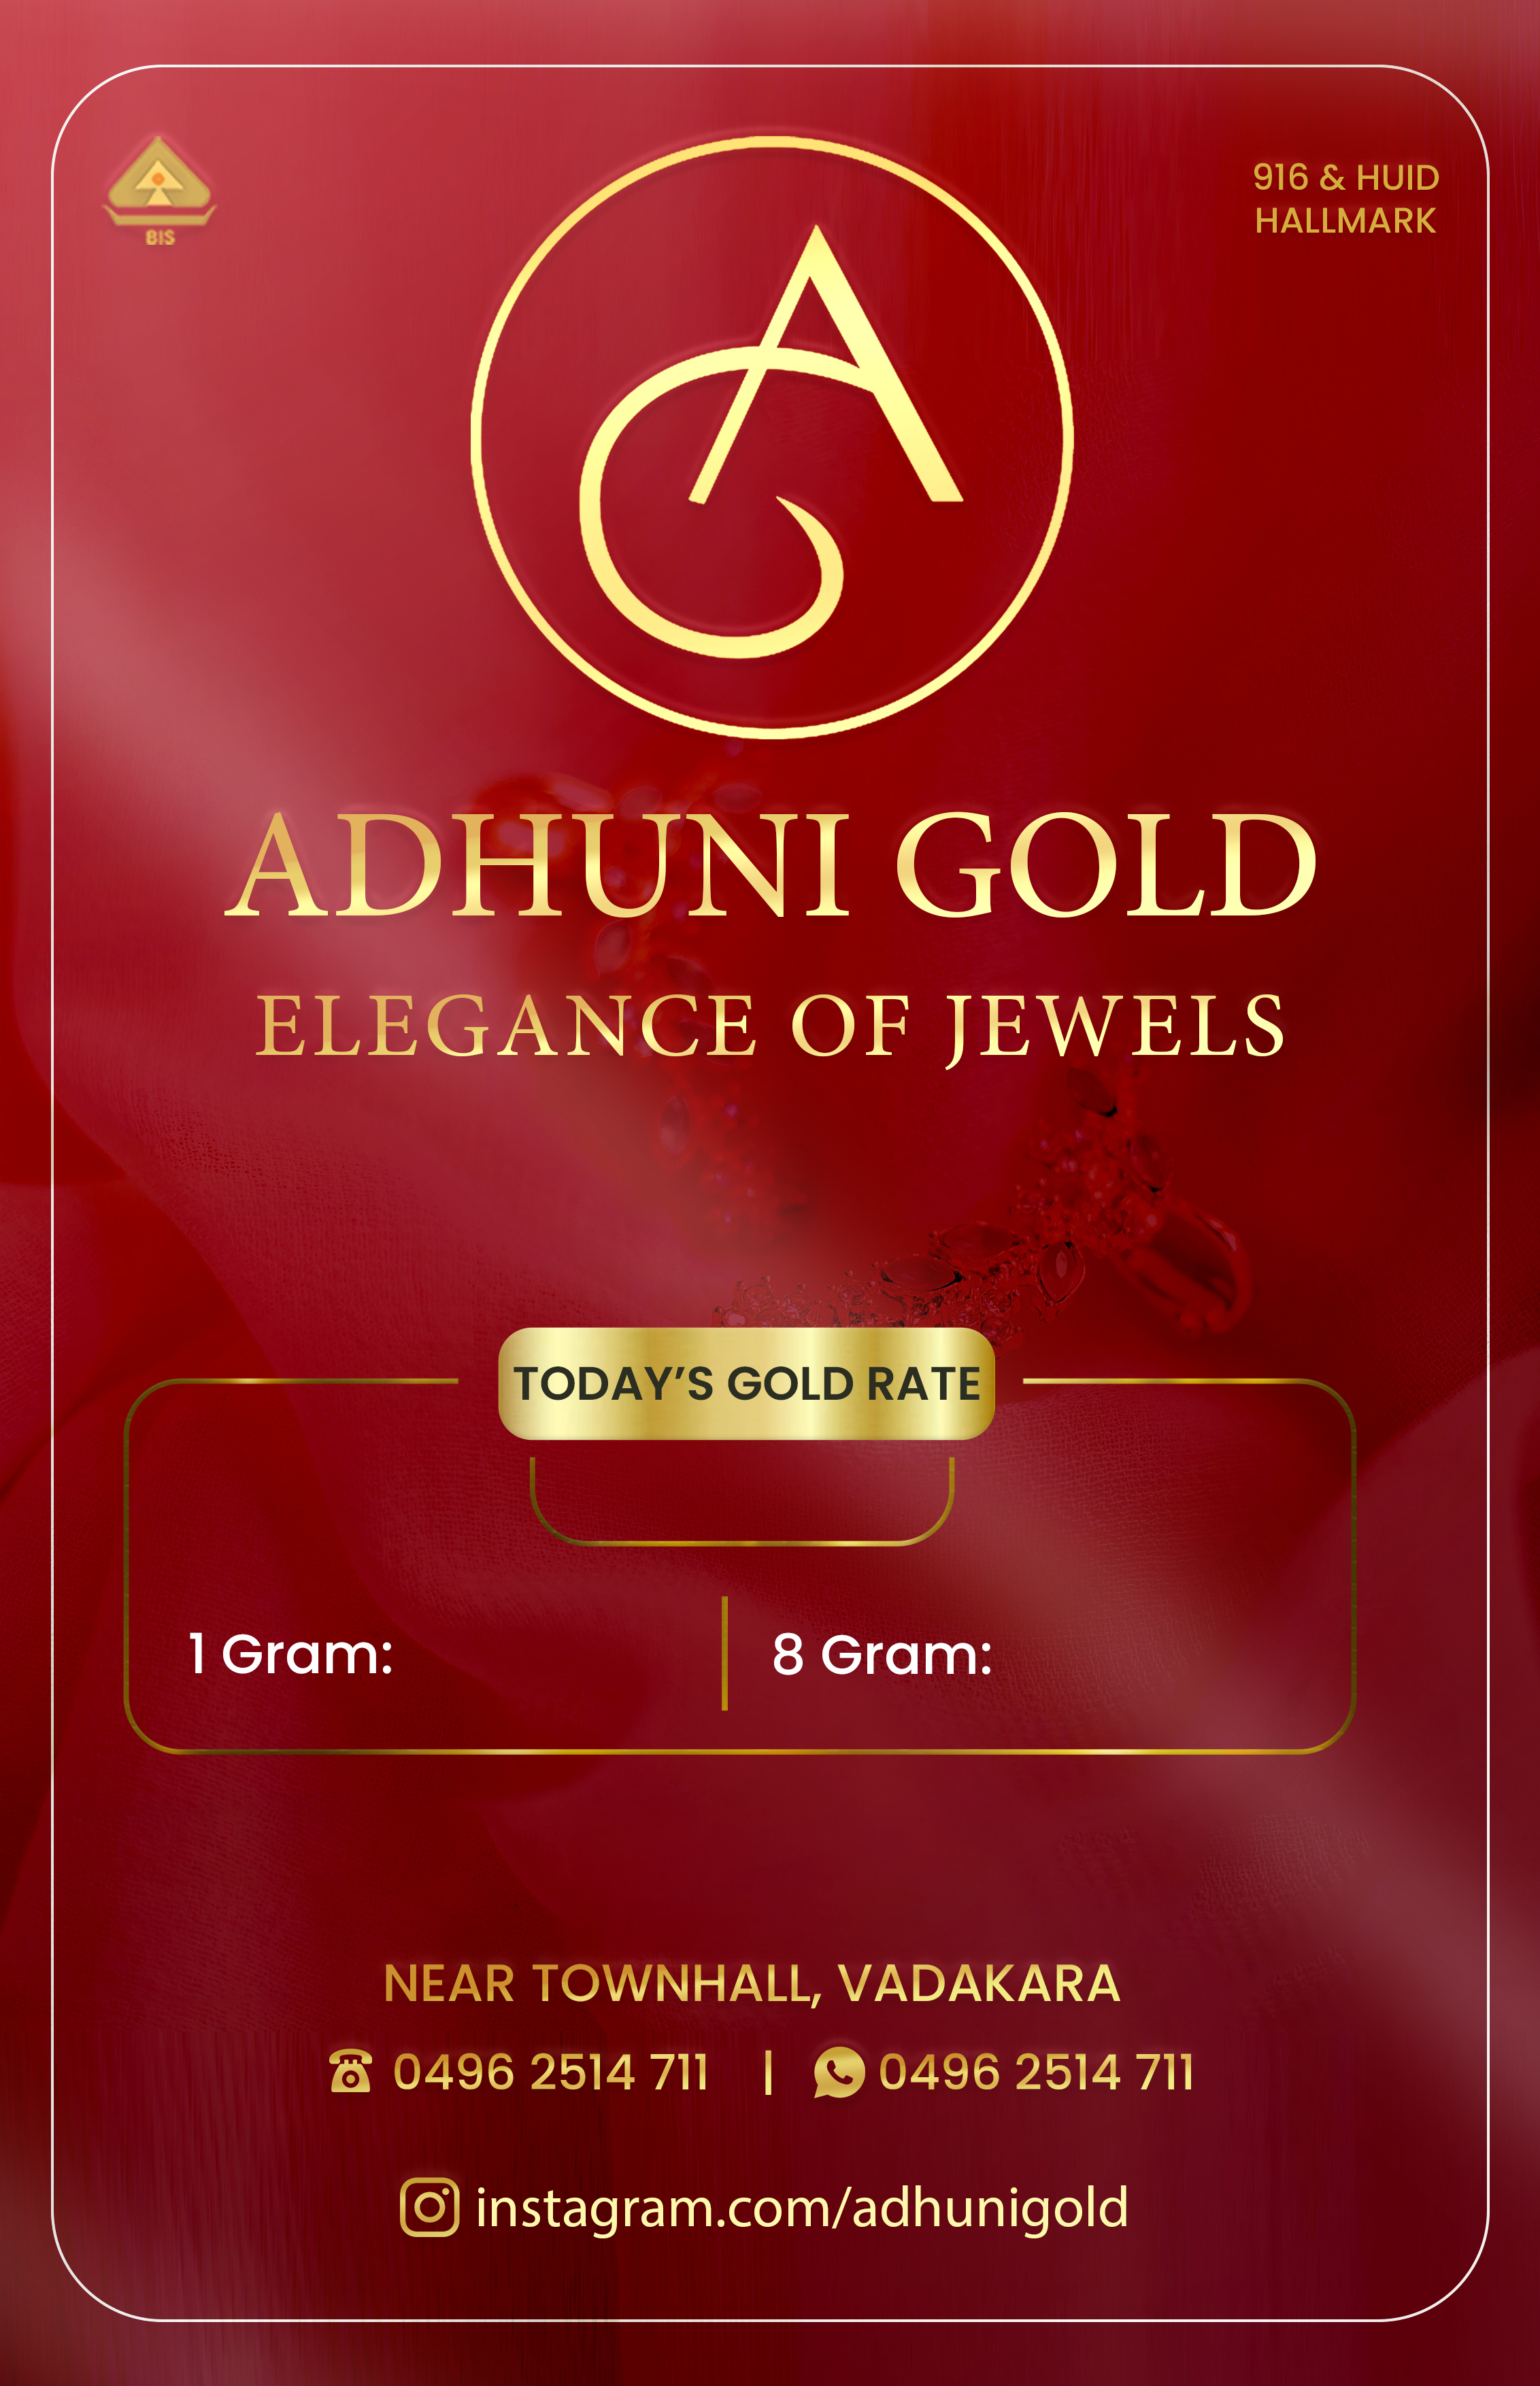 BIS
916 & HUID
HALLMARK
ADHUNI GOLD
ELEGANCE OF JEWELS
TODAY’S GOLD RATE
1 Gram:
8 Gram:
NEAR TOWNHALL, VADAKARA
0496 2514 711 | 0496 2514 711
instagram.com/adhunigold